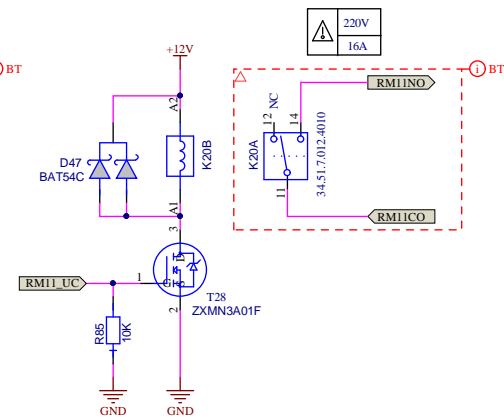 220V
16A
BT
+12V
BT
RM11NO
A2
12
NC
14
D47
BAT54C
K20B
K20A
34.51.7.012.4010
11
A1
RM11CO
3
D
RM11_UC
1
G
S
T28
ZXMN3A01F
2
R85
10K
GND
GND